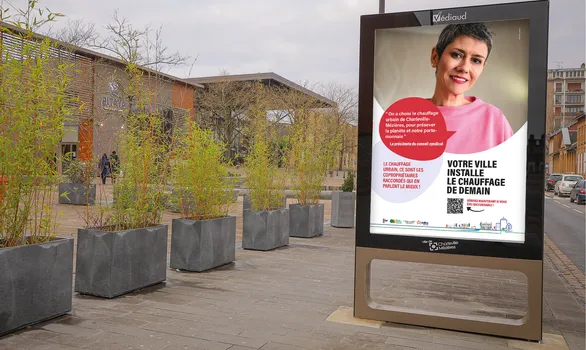 Védiaud
" On a choisi le chauffage
urbain de Charleville-
Mézières, pour préserver
la planète et notre porte-
monnaie "
La présidente du conseil syndical
LE CHAUFFAGE
URBAIN, CE SONT LES
COPROPRIÉTAIRES
RACCORDÉS QUI EN
PARLENT LE MIEUX !
VOTRE VILLE
INSTALLE
LE CHAUFFAGE
DE DEMAIN
Charleville
Mézières